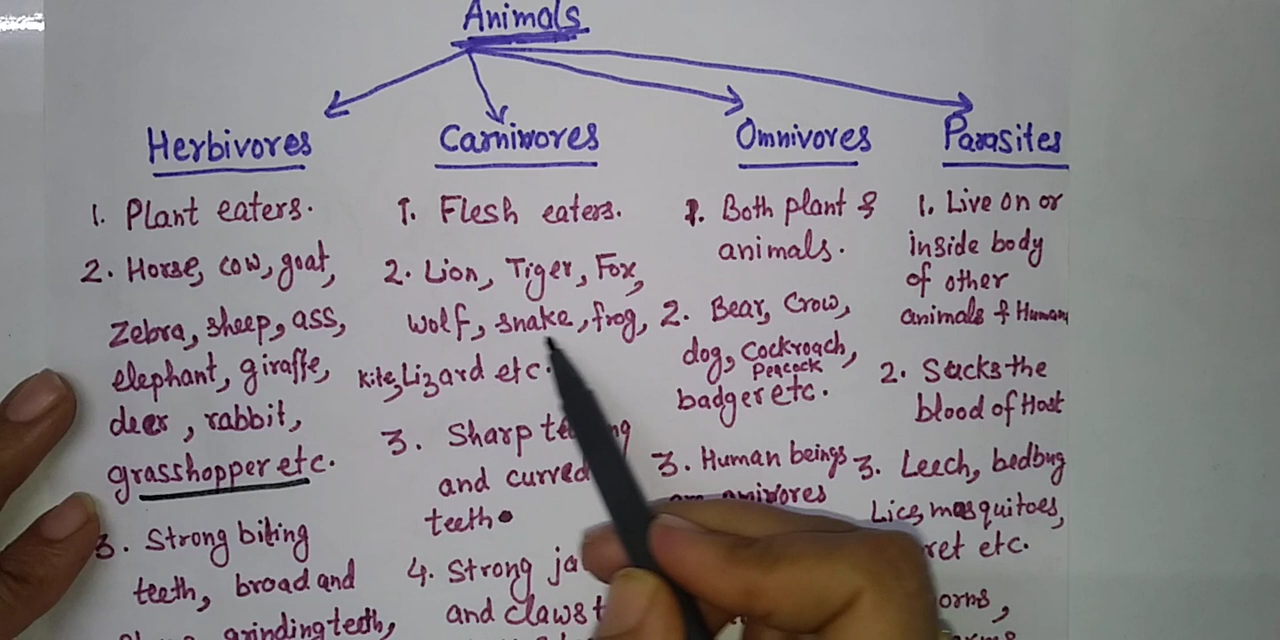 Animals
Herbivores
1. Plant eaters.
2. Horse, cow, goat,
Zebra, sheep, ass,
elephant, giraffe,
deer, rabbit,
grasshopper etc.
3. Strong biting
teeth, broad and
grinding teeth,
Carnivores
1. Flesh eaters.
2. Lion, Tiger, Fox,
wolf, snake, frog,
kite, Lizard etc.
3. Sharp
and curved
teeth.
4. Strong
and claws
Omnivores
1. Both plant &
animals.
2. Bear, Crow,
dog, Cockroach,
Peacock
badger etc.
3. Human beings
Parasites
1. Live on or
inside body
of other
animals &
2. Sucks the
blood of Host
3. Leech, bedbug
Lice, mosquitoes,
etc.